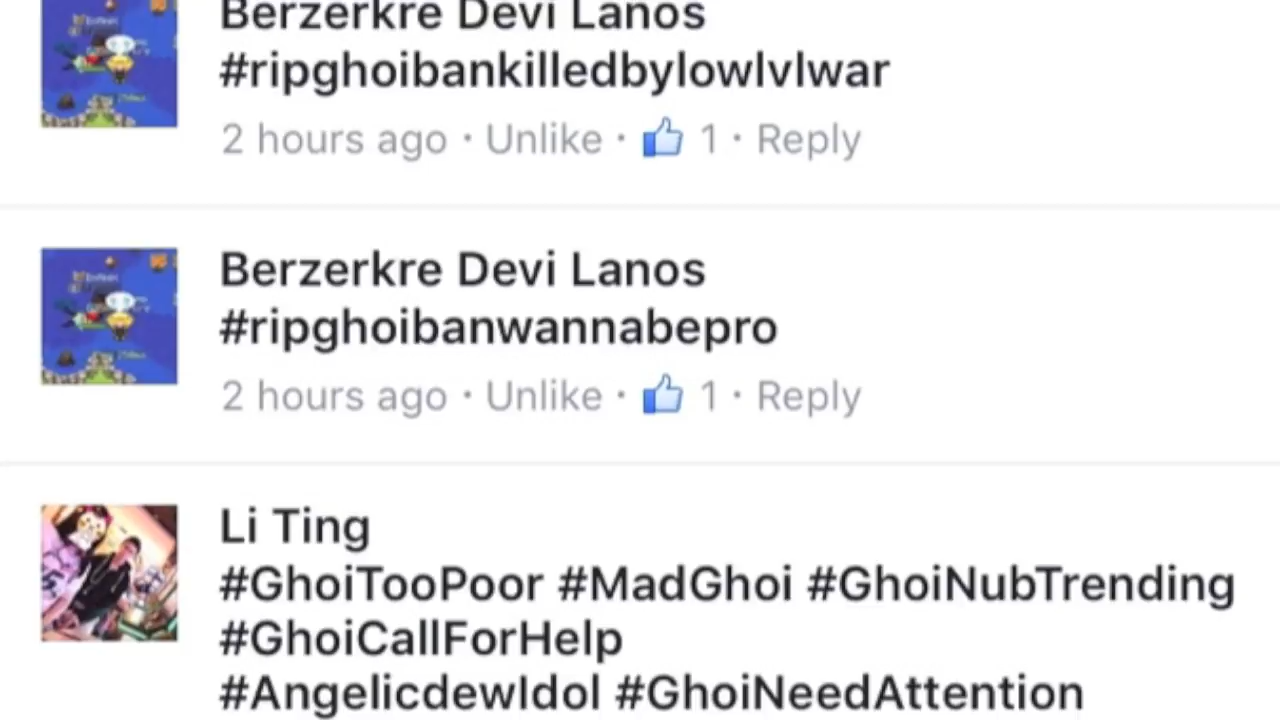 Berzerkre Devi Lanos
#ripghoibankilledbylowlvlwar
2 hours ago · Unlike · 1 · Reply
Berzerkre Devi Lanos
#ripghoibanwannabepro
2 hours ago · Unlike · 1 · Reply
Li Ting
#GhoiTooPoor #MadGhoi #GhoiNubTrending
#GhoiCallForHelp
#AngelicdewIdol #GhoiNeedAttention